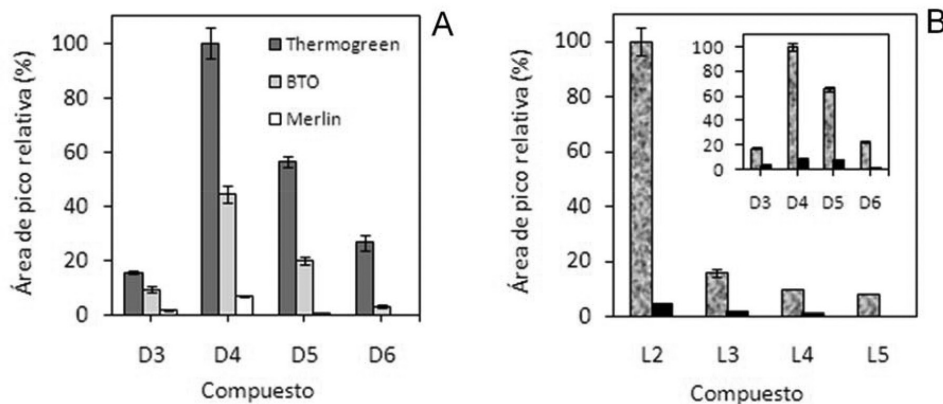 A
Área de pico relativa (%)
100
80
60
40
20
0
Thermogreen
BTO
Merlin
D3 D4 D5 D6
Compuesto
B
Área de pico relativa (%)
100
80
60
40
20
0
100
80
60
40
20
0
D3 D4 D5 D6
L2 L3 L4 L5
Compuesto